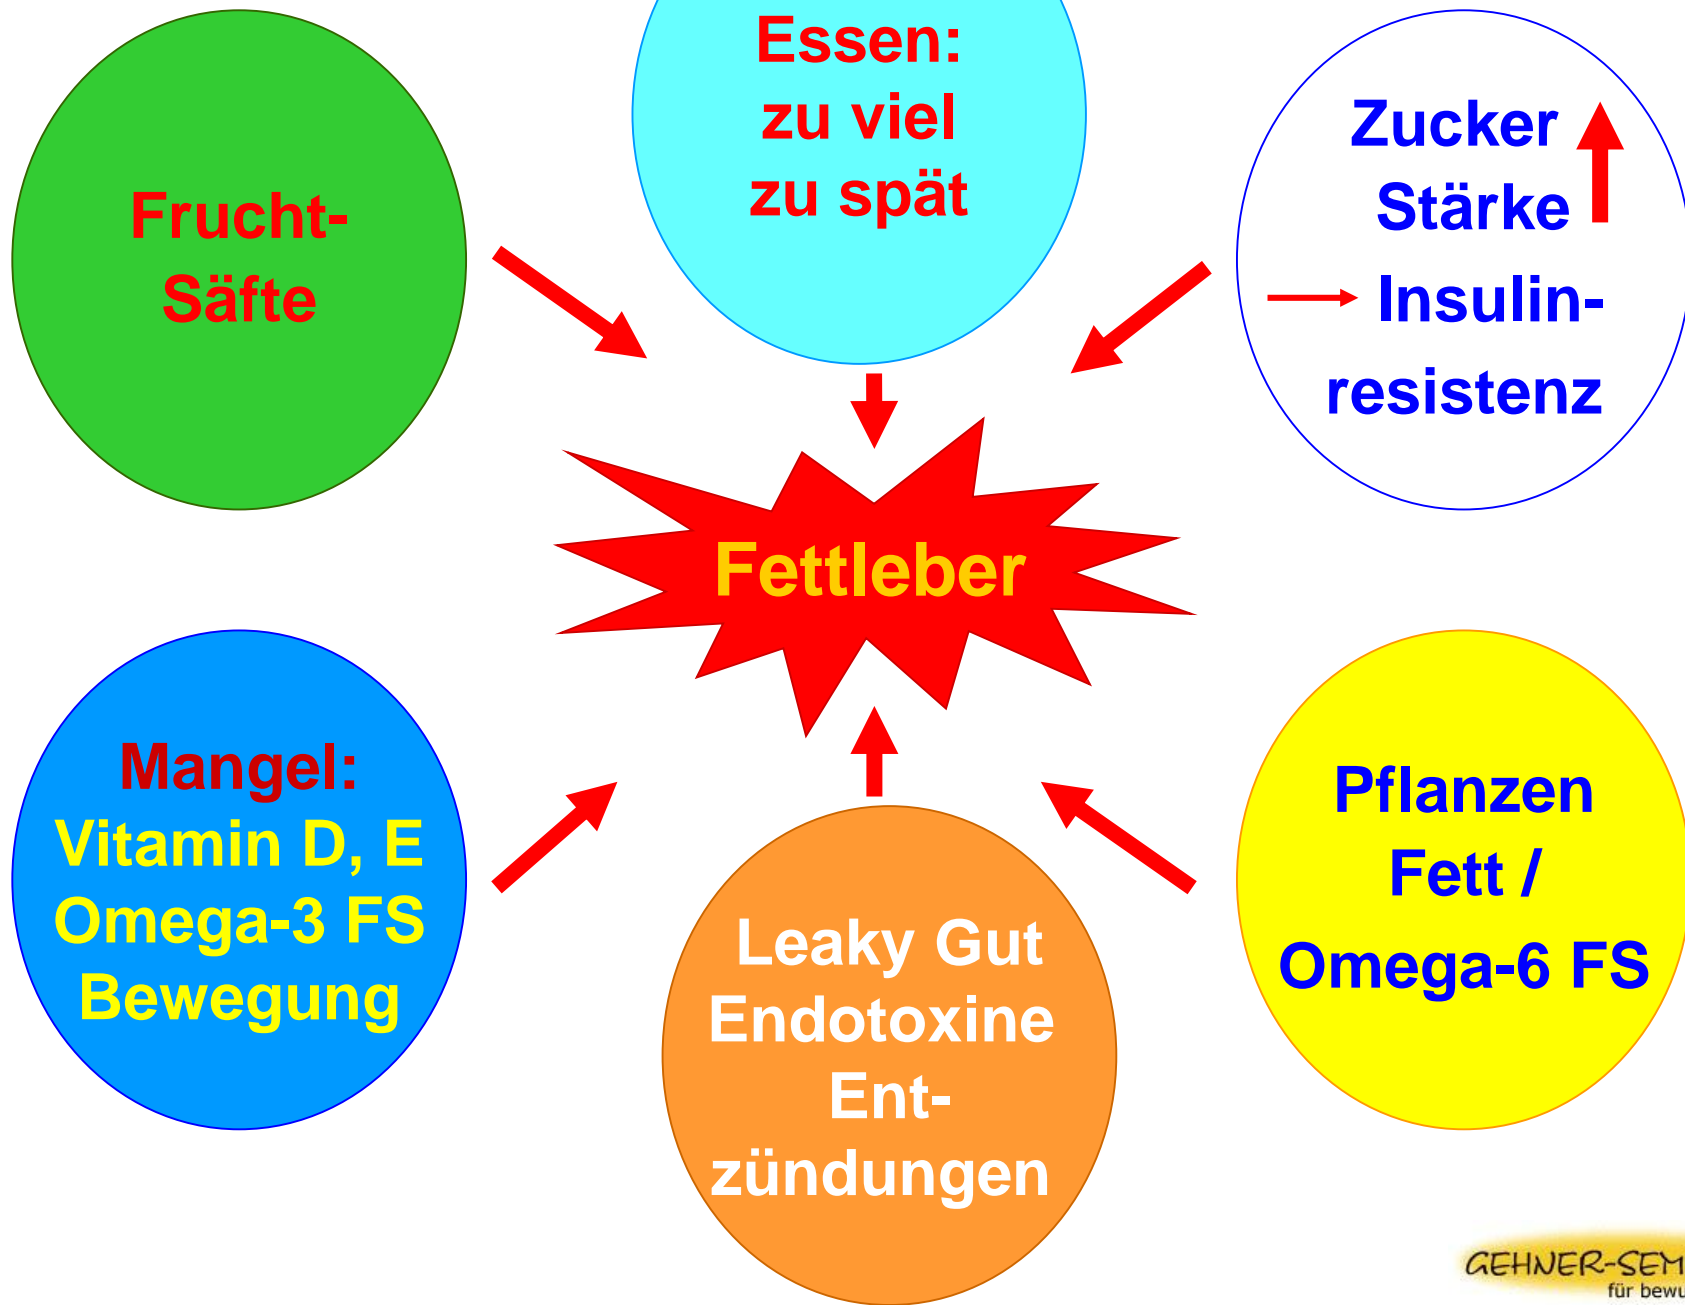 Essen:
zu viel
zu spät
Frucht-
Säfte
Zucker
Stärke
Insulin-
resistenz
Fettleber
Mangel:
Vitamin D, E
Omega-3 FS
Bewegung
Leaky Gut
Endotoxine
Ent-
zündungen
Pflanzen
Fett /
Omega-6 FS
GEHNER-SEM
für bewu